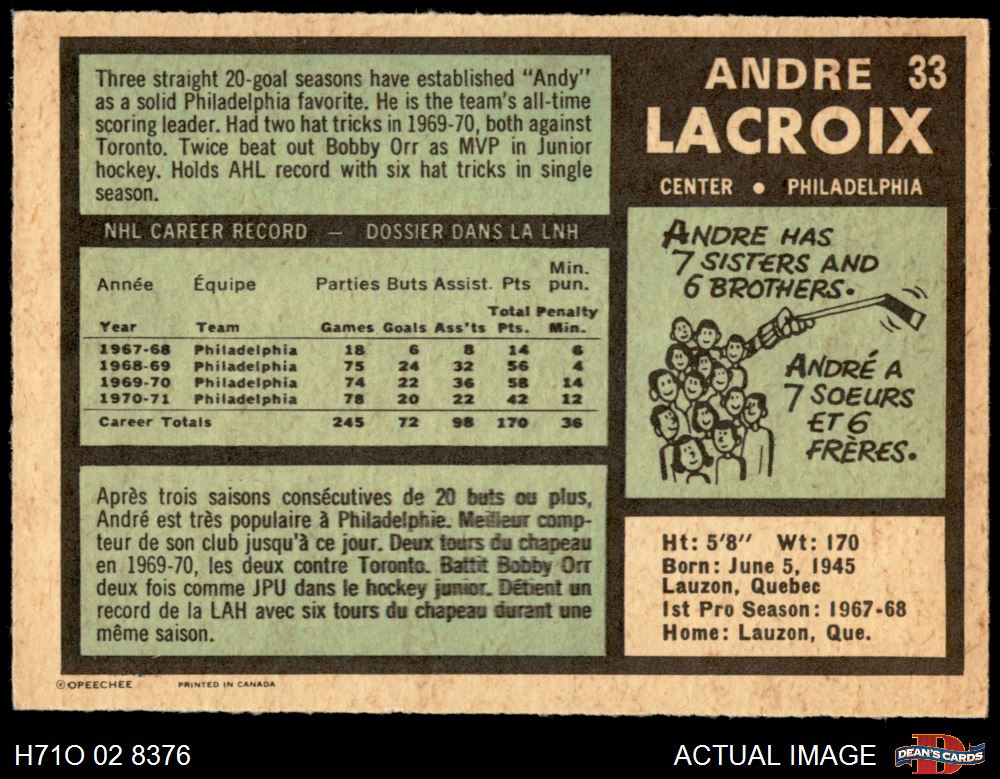 Three straight 20-goal seasons have established "Andy"
as a solid Philadelphia favorite. He is the team's all-time
scoring leader. Had two hat tricks in 1969-70, both against
Toronto. Twice beat out Bobby Orr as MVP in Junior
hockey. Holds AHL record with six hat tricks in single
season.
ANDRE 33
LACROIX
CENTER • PHILADELPHIA
NHL CAREER RECORD — DOSSIER DANS LA LNH
Année Équipe Parties Buts Assist. Pts Min. pun.
Year Team Games Goals Ass'ts Total Pts. Penalty Min.
1967-68 Philadelphia 18 6 8 14 6
1968-69 Philadelphia 75 24 32 56 4
1969-70 Philadelphia 74 22 36 58 14
1970-71 Philadelphia 78 20 22 42 12
Career Totals 245 72 98 170 36
ANDRE HAS
7 SISTERS AND
6 BROTHERS.
ANDRÉ A
7 SOEURS
ET 6
FRÈRES.
Après trois saisons consécutives de 20 buts ou plus,
André est très populaire à Philadelphie. Meilleur comp-
teur de son club jusqu'à ce jour. Deux tours du chapeau
en 1969-70, les deux contre Toronto. Battit Bobby Orr
deux fois comme JPU dans le hockey junior. Détient un
record de la LAH avec six tours du chapeau durant une
même saison.
Ht: 5'8" Wt: 170
Born: June 5, 1945
Lauzon, Quebec
1st Pro Season: 1967-68
Home: Lauzon, Que.
© OPEECHEE PRINTED IN CANADA
H71O 02 8376
ACTUAL IMAGE
D
DEAN'S CARDS